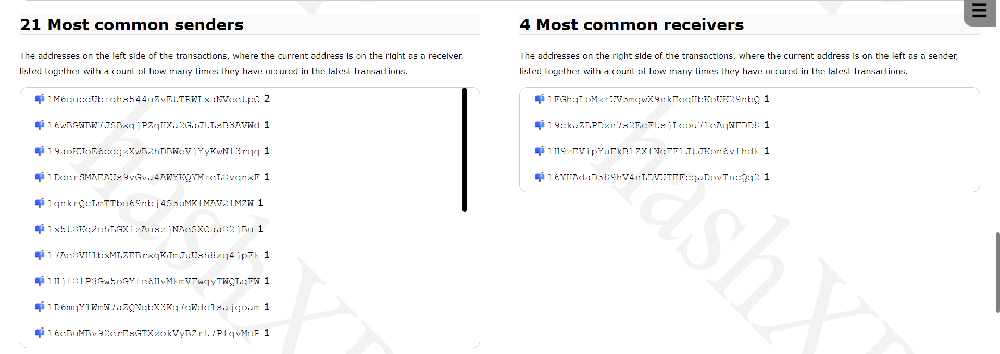 21 Most common senders
The addresses on the left side of the transactions, where the current address is on the right as a receiver.
listed together with a count of how many times they have occured in the latest transactions.
1M6qucdUbrqhs544uZvEtTRWLxaNVeetpC 2
16wBGWBW7JSBxgjPZqHXa2GaJtLsB3AVWd 1
19aoKUoE6cdgzXwB2hDBWeVjYyKwNf3rqq 1
1DderSMAEAUs9vGva4AWYKQYMreL8vqnxF 1
1qnkrQcLmTTbe69nbj4S5uMKfMAV2fMZW 1
1x5t8Kq2ehLGXizAuszjNAeSXCaa82jBu 1
17Ae8VH1bxMLZEBrxqKJmJuUsh8xq4jpFk 1
1Hjf8fP8Gw5oGYfe6HvMkmVFwqyTWQLqFW 1
1D6mqY1WmW7aZQNqbX3Kg7qWdo1sajgoam 1
16eBuMBv92erEsGTXzokVyBZrt7PfqvMeP 1
4 Most common receivers
The addresses on the right side of the transactions, where the current address is on the left as a sender,
listed together with a count of how many times they have occured in the latest transactions.
1FGhgLbMzrUV5mgwX9nkEeqHbKbUK29nbQ 1
19ckaZLPDzn7s2EcFtsjLobu71eAqWFDD8 1
1H9zEVipYuFkB1ZXfNqFF1JtJKpn6vfhdk 1
16YHAdaD589hV4nLDVUTEFcgaDpvTncQg2 1